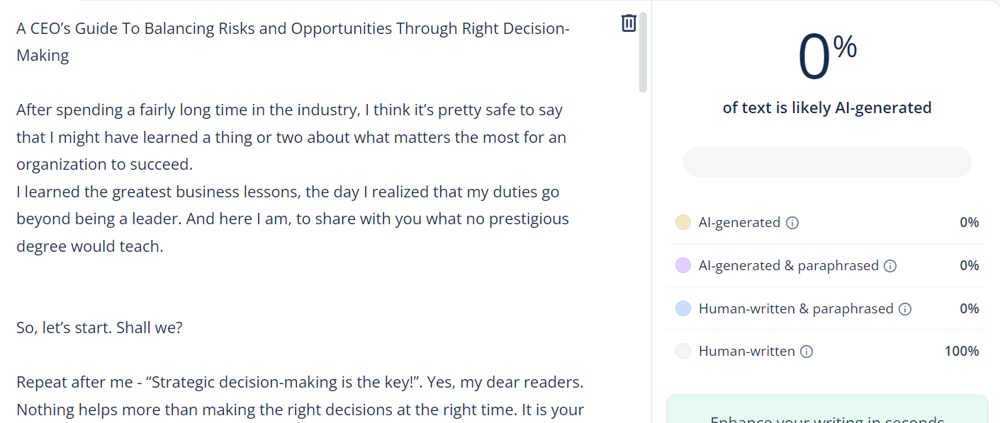 A CEO’s Guide To Balancing Risks and Opportunities Through Right Decision-
Making
After spending a fairly long time in the industry, I think it’s pretty safe to say
that I might have learned a thing or two about what matters the most for an
organization to succeed.
I learned the greatest business lessons, the day I realized that my duties go
beyond being a leader. And here I am, to share with you what no prestigious
degree would teach.
So, let’s start. Shall we?
Repeat after me - “Strategic decision-making is the key!”. Yes, my dear readers.
Nothing helps more than making the right decisions at the right time. It is your
0%
of text is likely AI-generated
AI-generated 0%
AI-generated & paraphrased 0%
Human-written & paraphrased 0%
Human-written 100%
Enhance your writing in seconds